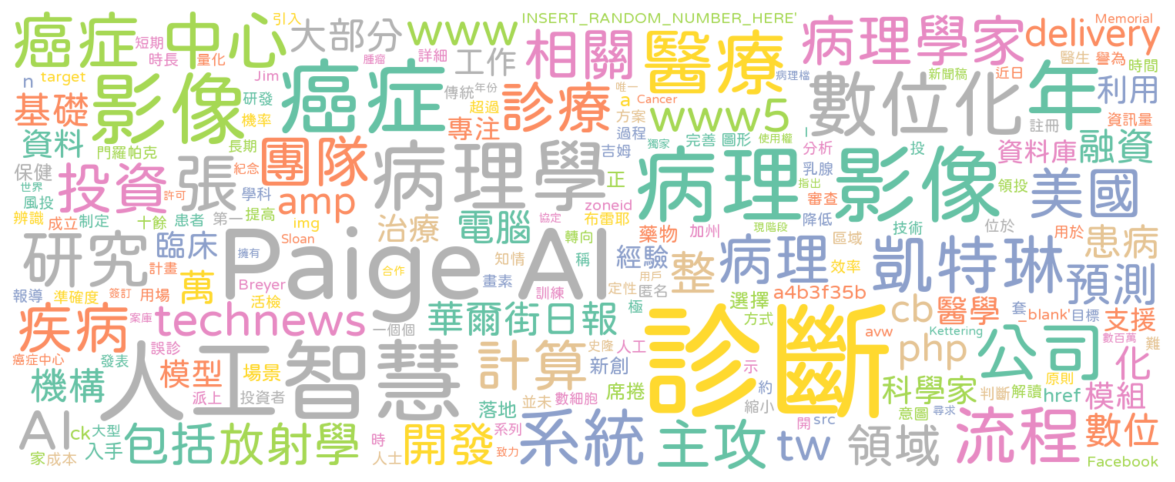 癌症中心
引入
短期
時長
量化
大部分
www
詳細
腫瘤
INSERT_RANDOM_NUMBER_HERE'
相關
醫療
病理檔
病理學家
新聞稿
近日
Memorial
delivery
醫生
譽為
時間
n
target
影像
Jim
癌症
傳統
年份
工作
超過
診療
唯一
Cancer
a
方案
www5
數位化
年
利用
基礎
研發
機率
專注
過程
完善
圖形
使用權
I
投
分析
註冊
資訊量
資料
門羅帕克
長期
團隊
病理學
吉姆
獨家
病理
影像
乳腺
資料庫
融資
保健
投資
張
紀念
正
審查
領投
美國
世界
風投
許可
學科
amp
治療
電腦
zoneid
指出
辨識
成立
制定
十餘
患者
第一
提高
img
協定
布雷耶
現階段
降低
加州
技術
位於
用於
患病
研究
臨床
擁有
Sloan
Paige AI
知情
轉向
稱
藥物
區域
計畫
萬
Breyer
合作
畫素
經驗
整
病理
效率
凱特琳
預測
報導
準確度
簽訂
用場
活檢
訓練
定性
用戶
匿名
a4b3f35b
疾病
案庫
technews
一個個
華爾街日報
極
選擇
方式
cb
醫學
套
_blank'
目標
支援
癌症中心
發表
誤診
人工智慧
計算
史隆
人工
診斷
avw
Kettering
數百萬
難
機構
模型
派上
場景
投資者
並未
新創
示
約
php
公司
化
席捲
縮小
科學家
判斷
解讀
原則
href
模組
AI
ck
大型
包括
放射學
時
開發
落地
系列
數細胞
系統
開
src
意圖
尋求
家
成本
入手
人士
致力
主攻
tw
領域
流程
數位
Facebook